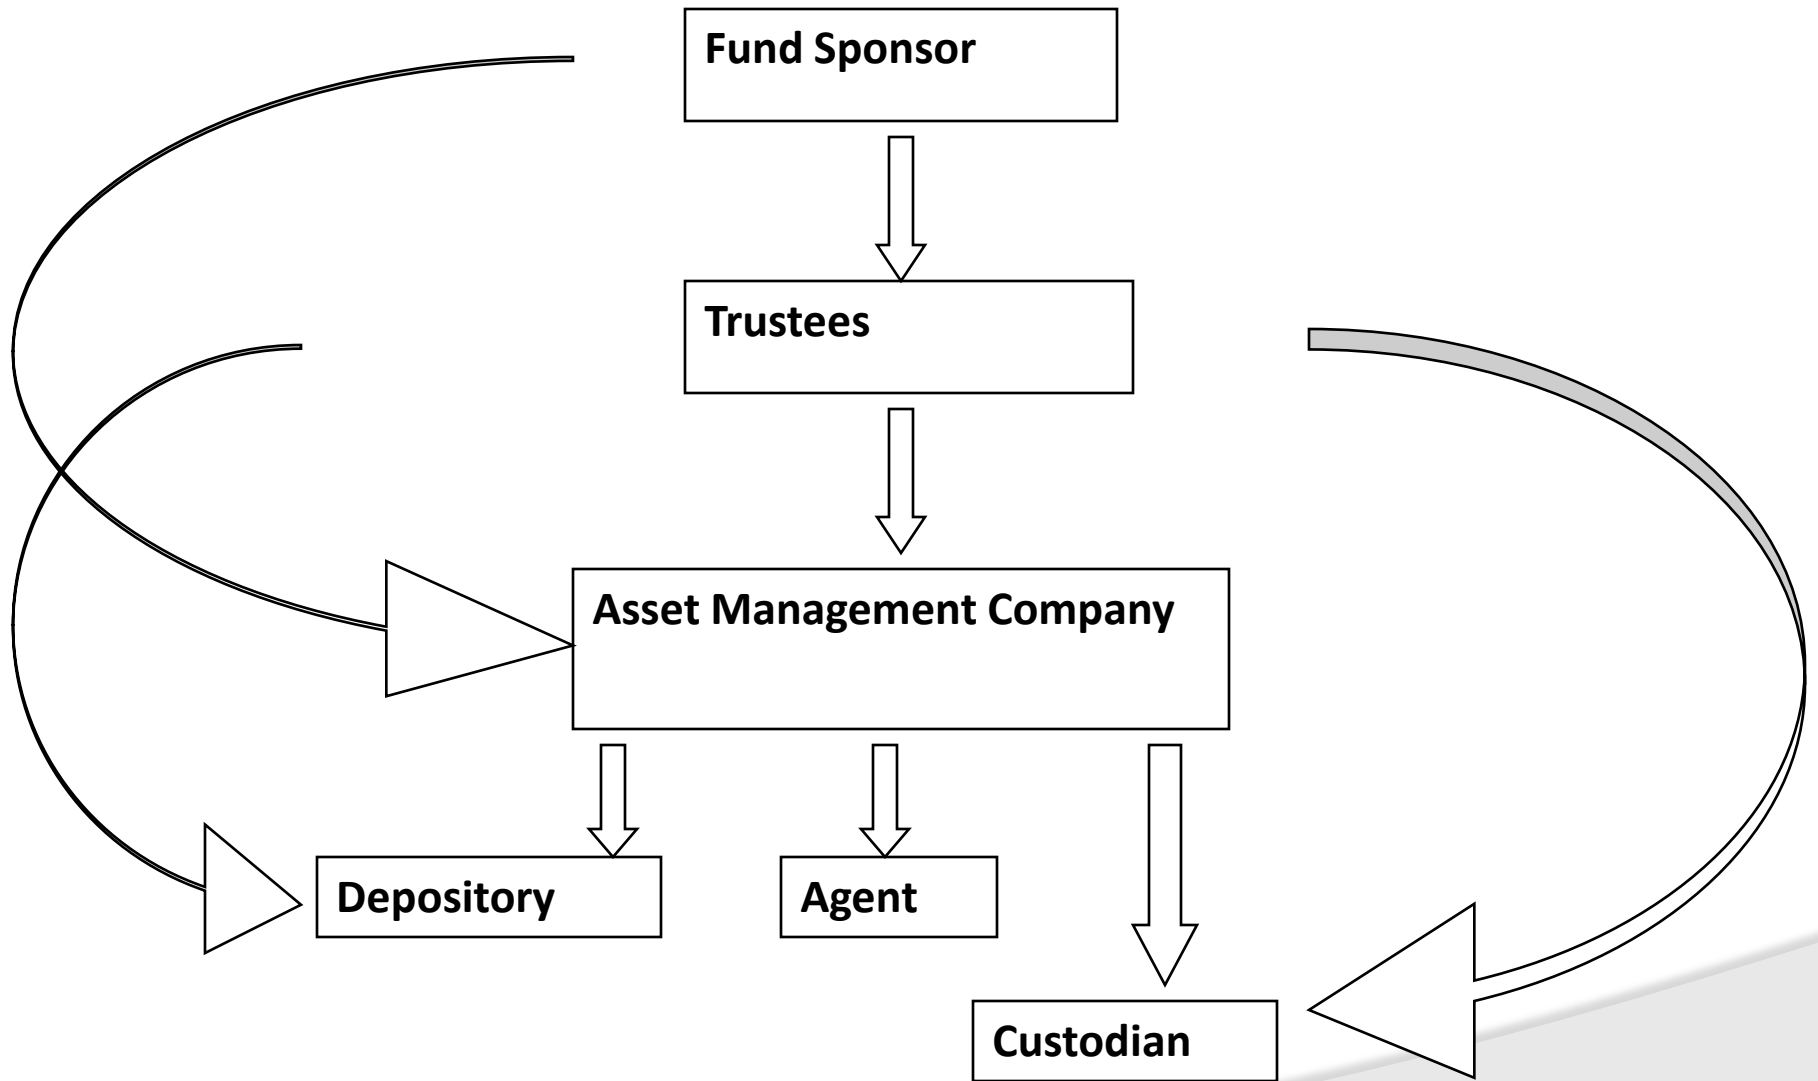 Fund Sponsor
Trustees
Asset Management Company
Depository
Agent
Custodian